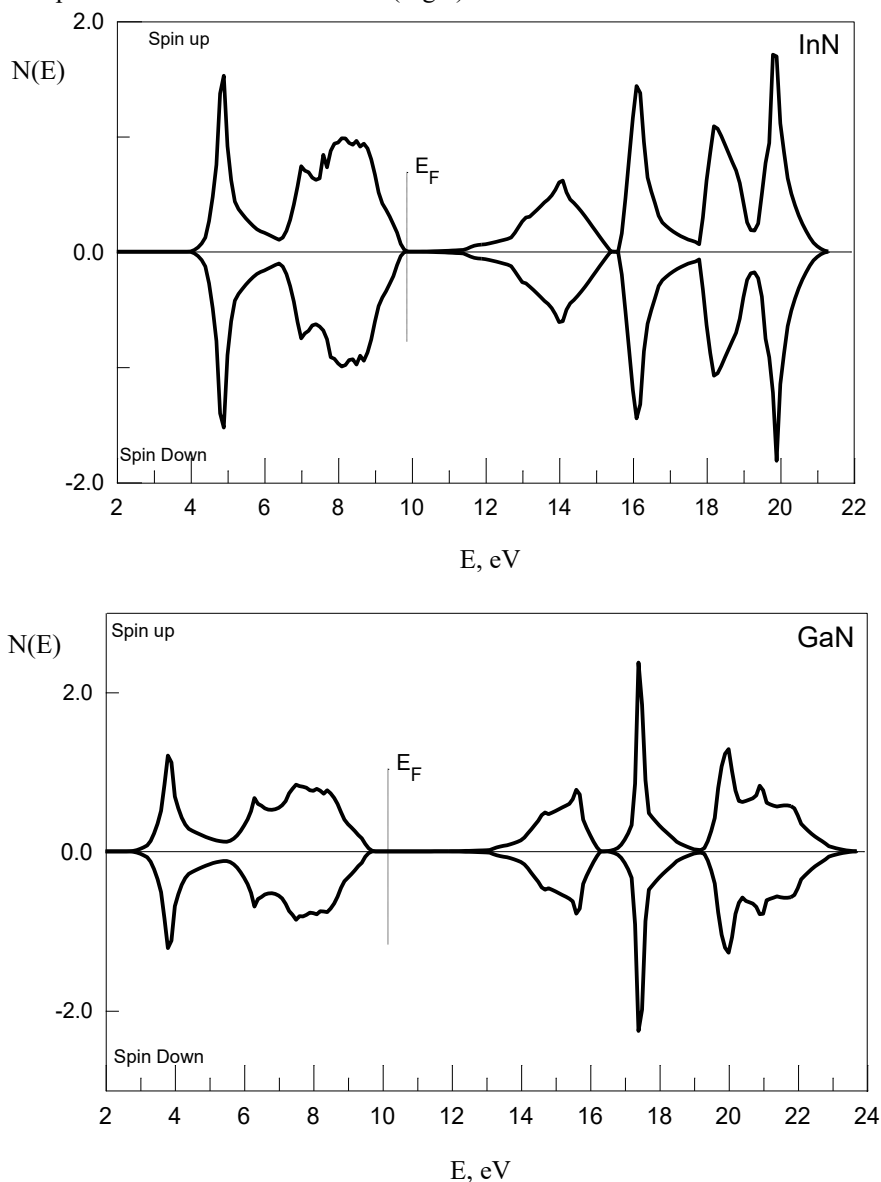 Spin up
InN
N(E)
2.0
E_F
0.0
Spin Down
-2.0
2 4 6 8 10 12 14 16 18 20 22
E, eV
Spin up
GaN
N(E)
2.0
E_F
0.0
-2.0
Spin Down
2 4 6 8 10 12 14 16 18 20 22 24
E, eV